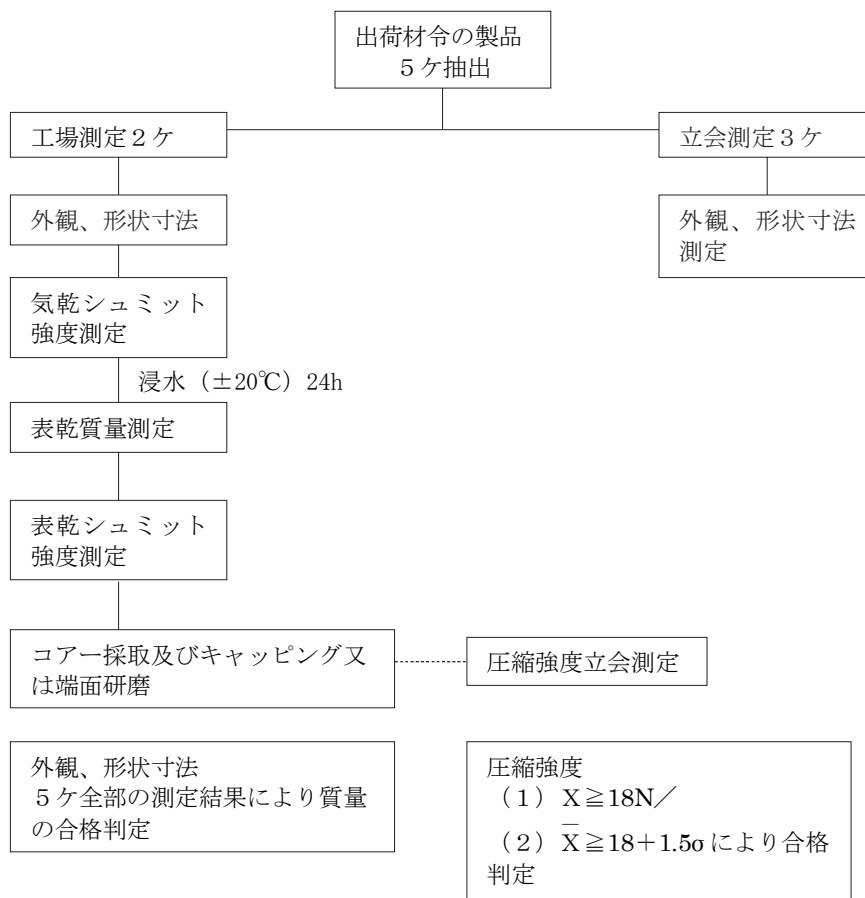 出荷材令の製品
５ケ抽出
工場測定２ケ
立会測定３ケ
外観、形状寸法
外観、形状寸法
測定
気乾シュミット
強度測定
浸水（±20℃）24h
表乾質量測定
表乾シュミット
強度測定
コアー採取及びキャッピング又
は端面研磨
圧縮強度立会測定
外観、形状寸法
５ケ全部の測定結果により質量
の合格判定
圧縮強度
（１）X≧18N／
（２）X̄≧18＋1.5σにより合格
判定